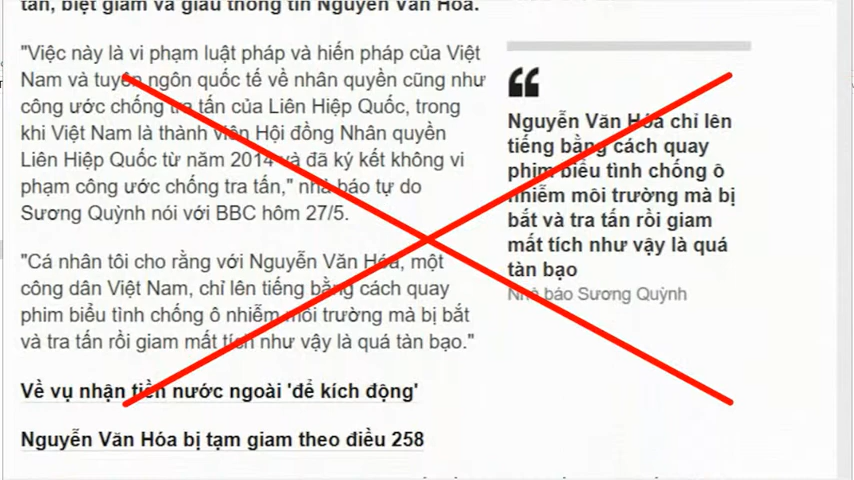 tấn, biệt giam và giấu thông tin Nguyễn Văn Hóa.
"Việc này là vi phạm luật pháp và hiến pháp của Việt
Nam và tuyên ngôn quốc tế về nhân quyền cũng như
công ước chống tra tấn của Liên Hiệp Quốc, trong
khi Việt Nam là thành viên Hội đồng Nhân quyền
Liên Hiệp Quốc từ năm 2014 và đã ký kết không vi
phạm công ước chống tra tấn," nhà báo tự do
Sương Quỳnh nói với BBC hôm 27/5.
"Cá nhân tôi cho rằng với Nguyễn Văn Hóa, một
công dân Việt Nam, chỉ lên tiếng bằng cách quay
phim biểu tình chống ô nhiễm môi trường mà bị bắt
và tra tấn rồi giam mất tích như vậy là quá tàn bạo."
Về vụ nhận tiền nước ngoài 'để kích động'
Nguyễn Văn Hóa bị tạm giam theo điều 258
Nguyễn Văn Hóa chỉ lên
tiếng bằng cách quay
phim biểu tình chống ô
nhiễm môi trường mà bị
bắt và tra tấn rồi giam
mất tích như vậy là quá
tàn bạo
Nhà báo Sương Quỳnh